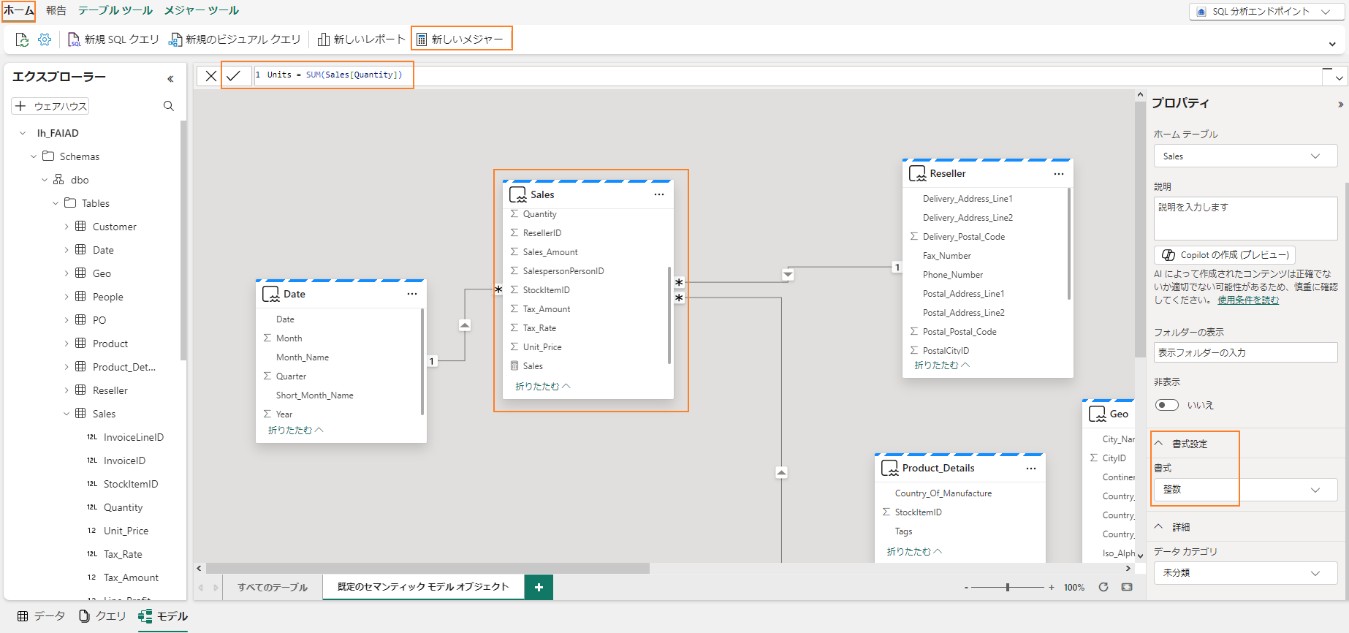 ホーム 報告 テーブル ツール メジャー ツール
SQL 分析エンドポイント
新規 SQL クエリ 新規のビジュアル クエリ 新しいレポート 新しいメジャー
エクスプローラー
ウェアハウス
lh_FAIAD
Schemas
dbo
Tables
Customer
Date
Geo
People
PO
Product
Product_Det...
Reseller
Sales
12L InvoiceLineID
12L InvoiceID
12L StockItemID
12L Quantity
12 Unit_Price
12L Tax_Rate
12 Tax_Amount
1 Units = SUM(Sales[Quantity])
Date
Date
Month
Month_Name
Quarter
Short_Month_Name
Year
折りたたむ
1
*
Sales
Quantity
ResellerID
Sales_Amount
SalespersonPersonID
StockItemID
Tax_Amount
Tax_Rate
Unit_Price
Sales
折りたたむ
*
*
1
Reseller
Delivery_Address_Line1
Delivery_Address_Line2
Delivery_Postal_Code
Fax_Number
Phone_Number
Postal_Address_Line1
Postal_Address_Line2
Postal_Postal_Code
PostalCityID
折りたたむ
Product_Details
Country_Of_Manufacture
StockItemID
Tags
折りたたむ
Geo
City_Nar
CityID
Continer
Country_
Country_
Country_
Iso_Alph
プロパティ
ホーム テーブル
Sales
説明
説明を入力します
Copilot の作成 (プレビュー)
AI によって作成されたコンテンツは正確でな
いか適切でない可能性があるため、慎重に確認
してください。 使用条件を読む
フォルダーの表示
表示フォルダーの入力
非表示
いいえ
書式設定
書式
整数
詳細
データ カテゴリ
未分類
すべてのテーブル 既定のセマンティック モデル オブジェクト +
- + 100%
データ クエリ モデル